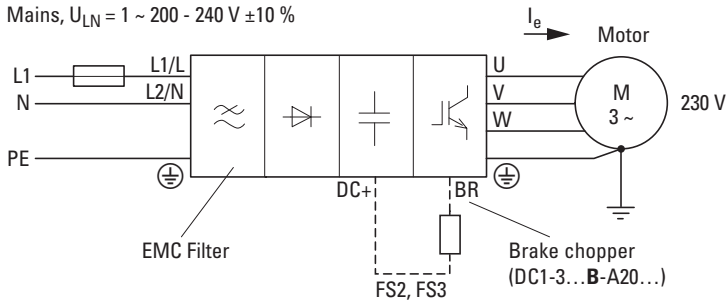 Mains, U_LN = 1 ~ 200 - 240 V ±10 %
I_e
Motor
L1
L1/L
U
N
L2/N
V
M
3 ~
230 V
W
PE
DC+
BR
EMC Filter
Brake chopper
(DC1-3…B-A20…)
FS2, FS3